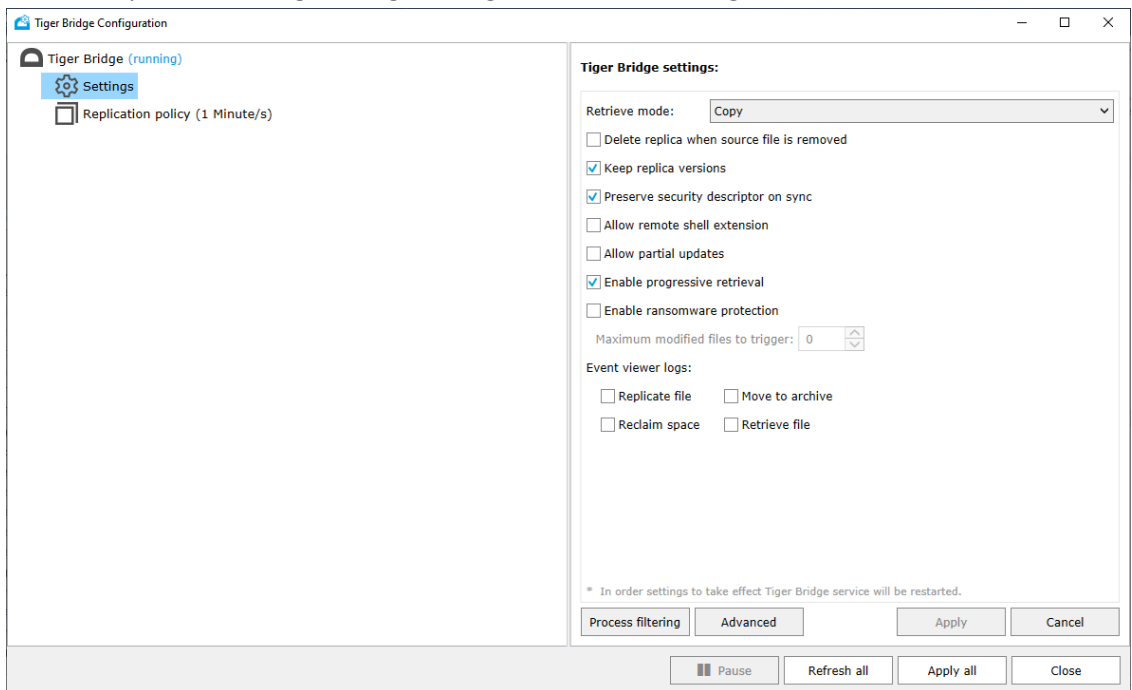 Tiger Bridge Configuration
Tiger Bridge (running)
Settings
Replication policy (1 Minute/s)
Tiger Bridge settings:
Retrieve mode: Copy
Delete replica when source file is removed
Keep replica versions
Preserve security descriptor on sync
Allow remote shell extension
Allow partial updates
Enable progressive retrieval
Enable ransomware protection
Maximum modified files to trigger: 0
Event viewer logs:
Replicate file Move to archive
Reclaim space Retrieve file
* In order settings to take effect Tiger Bridge service will be restarted.
Process filtering Advanced Apply Cancel
Pause Refresh all Apply all Close